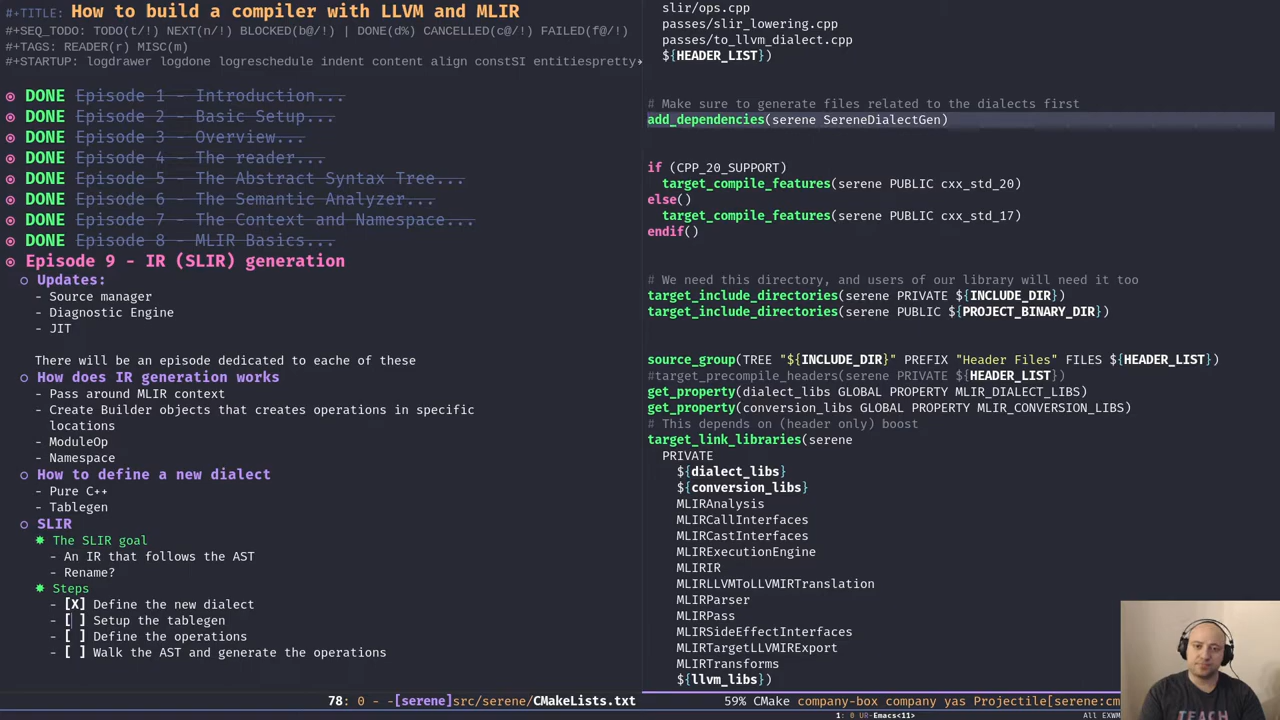 #+TITLE: How to build a compiler with LLVM and MLIR
#+SEQ_TODO: TODO(t/!) NEXT(n/!) BLOCKED(b@/!) | DONE(d%) CANCELLED(c@/!) FAILED(f@/!)
#+TAGS: READER(r) MISC(m)
#+STARTUP: logdrawer logdone logreschedule indent content align constSI entitiespretty
DONE Episode 1 - Introduction...
DONE Episode 2 - Basic Setup...
DONE Episode 3 - Overview...
DONE Episode 4 - The reader...
DONE Episode 5 - The Abstract Syntax Tree...
DONE Episode 6 - The Semantic Analyzer...
DONE Episode 7 - The Context and Namespace...
DONE Episode 8 - MLIR Basics...
Episode 9 - IR (SLIR) generation
Updates:
- Source manager
- Diagnostic Engine
- JIT
There will be an episode dedicated to eache of these
How does IR generation works
- Pass around MLIR context
- Create Builder objects that creates operations in specific
locations
- ModuleOp
- Namespace
How to define a new dialect
- Pure C++
- Tablegen
SLIR
The SLIR goal
- An IR that follows the AST
- Rename?
Steps
- [X] Define the new dialect
- [ ] Setup the tablegen
- [ ] Define the operations
- [ ] Walk the AST and generate the operations
slir/ops.cpp
passes/slir_lowering.cpp
passes/to_llvm_dialect.cpp
${HEADER_LIST})
# Make sure to generate files related to the dialects first
add_dependencies(serene SereneDialectGen)
if (CPP_20_SUPPORT)
target_compile_features(serene PUBLIC cxx_std_20)
else()
target_compile_features(serene PUBLIC cxx_std_17)
endif()
# We need this directory, and users of our library will need it too
target_include_directories(serene PRIVATE ${INCLUDE_DIR})
target_include_directories(serene PUBLIC ${PROJECT_BINARY_DIR})
source_group(TREE "${INCLUDE_DIR}" PREFIX "Header Files" FILES ${HEADER_LIST})
#target_precompile_headers(serene PRIVATE ${HEADER_LIST})
get_property(dialect_libs GLOBAL PROPERTY MLIR_DIALECT_LIBS)
get_property(conversion_libs GLOBAL PROPERTY MLIR_CONVERSION_LIBS)
# This depends on (header only) boost
target_link_libraries(serene
PRIVATE
${dialect_libs}
${conversion_libs}
MLIRAnalysis
MLIRCallInterfaces
MLIRCastInterfaces
MLIRExecutionEngine
MLIRIR
MLIRLLVMToLLVMIRTranslation
MLIRParser
MLIRPass
MLIRSideEffectInterfaces
MLIRTargetLLVMIRExport
MLIRTransforms
${llvm_libs})
78: 0 - -[serene]src/serene/CMakeLists.txt 59% CMake company-box company yas Projectile[serene:cm
1: 0 UR-Emacs<11> All EXWM
TEACH